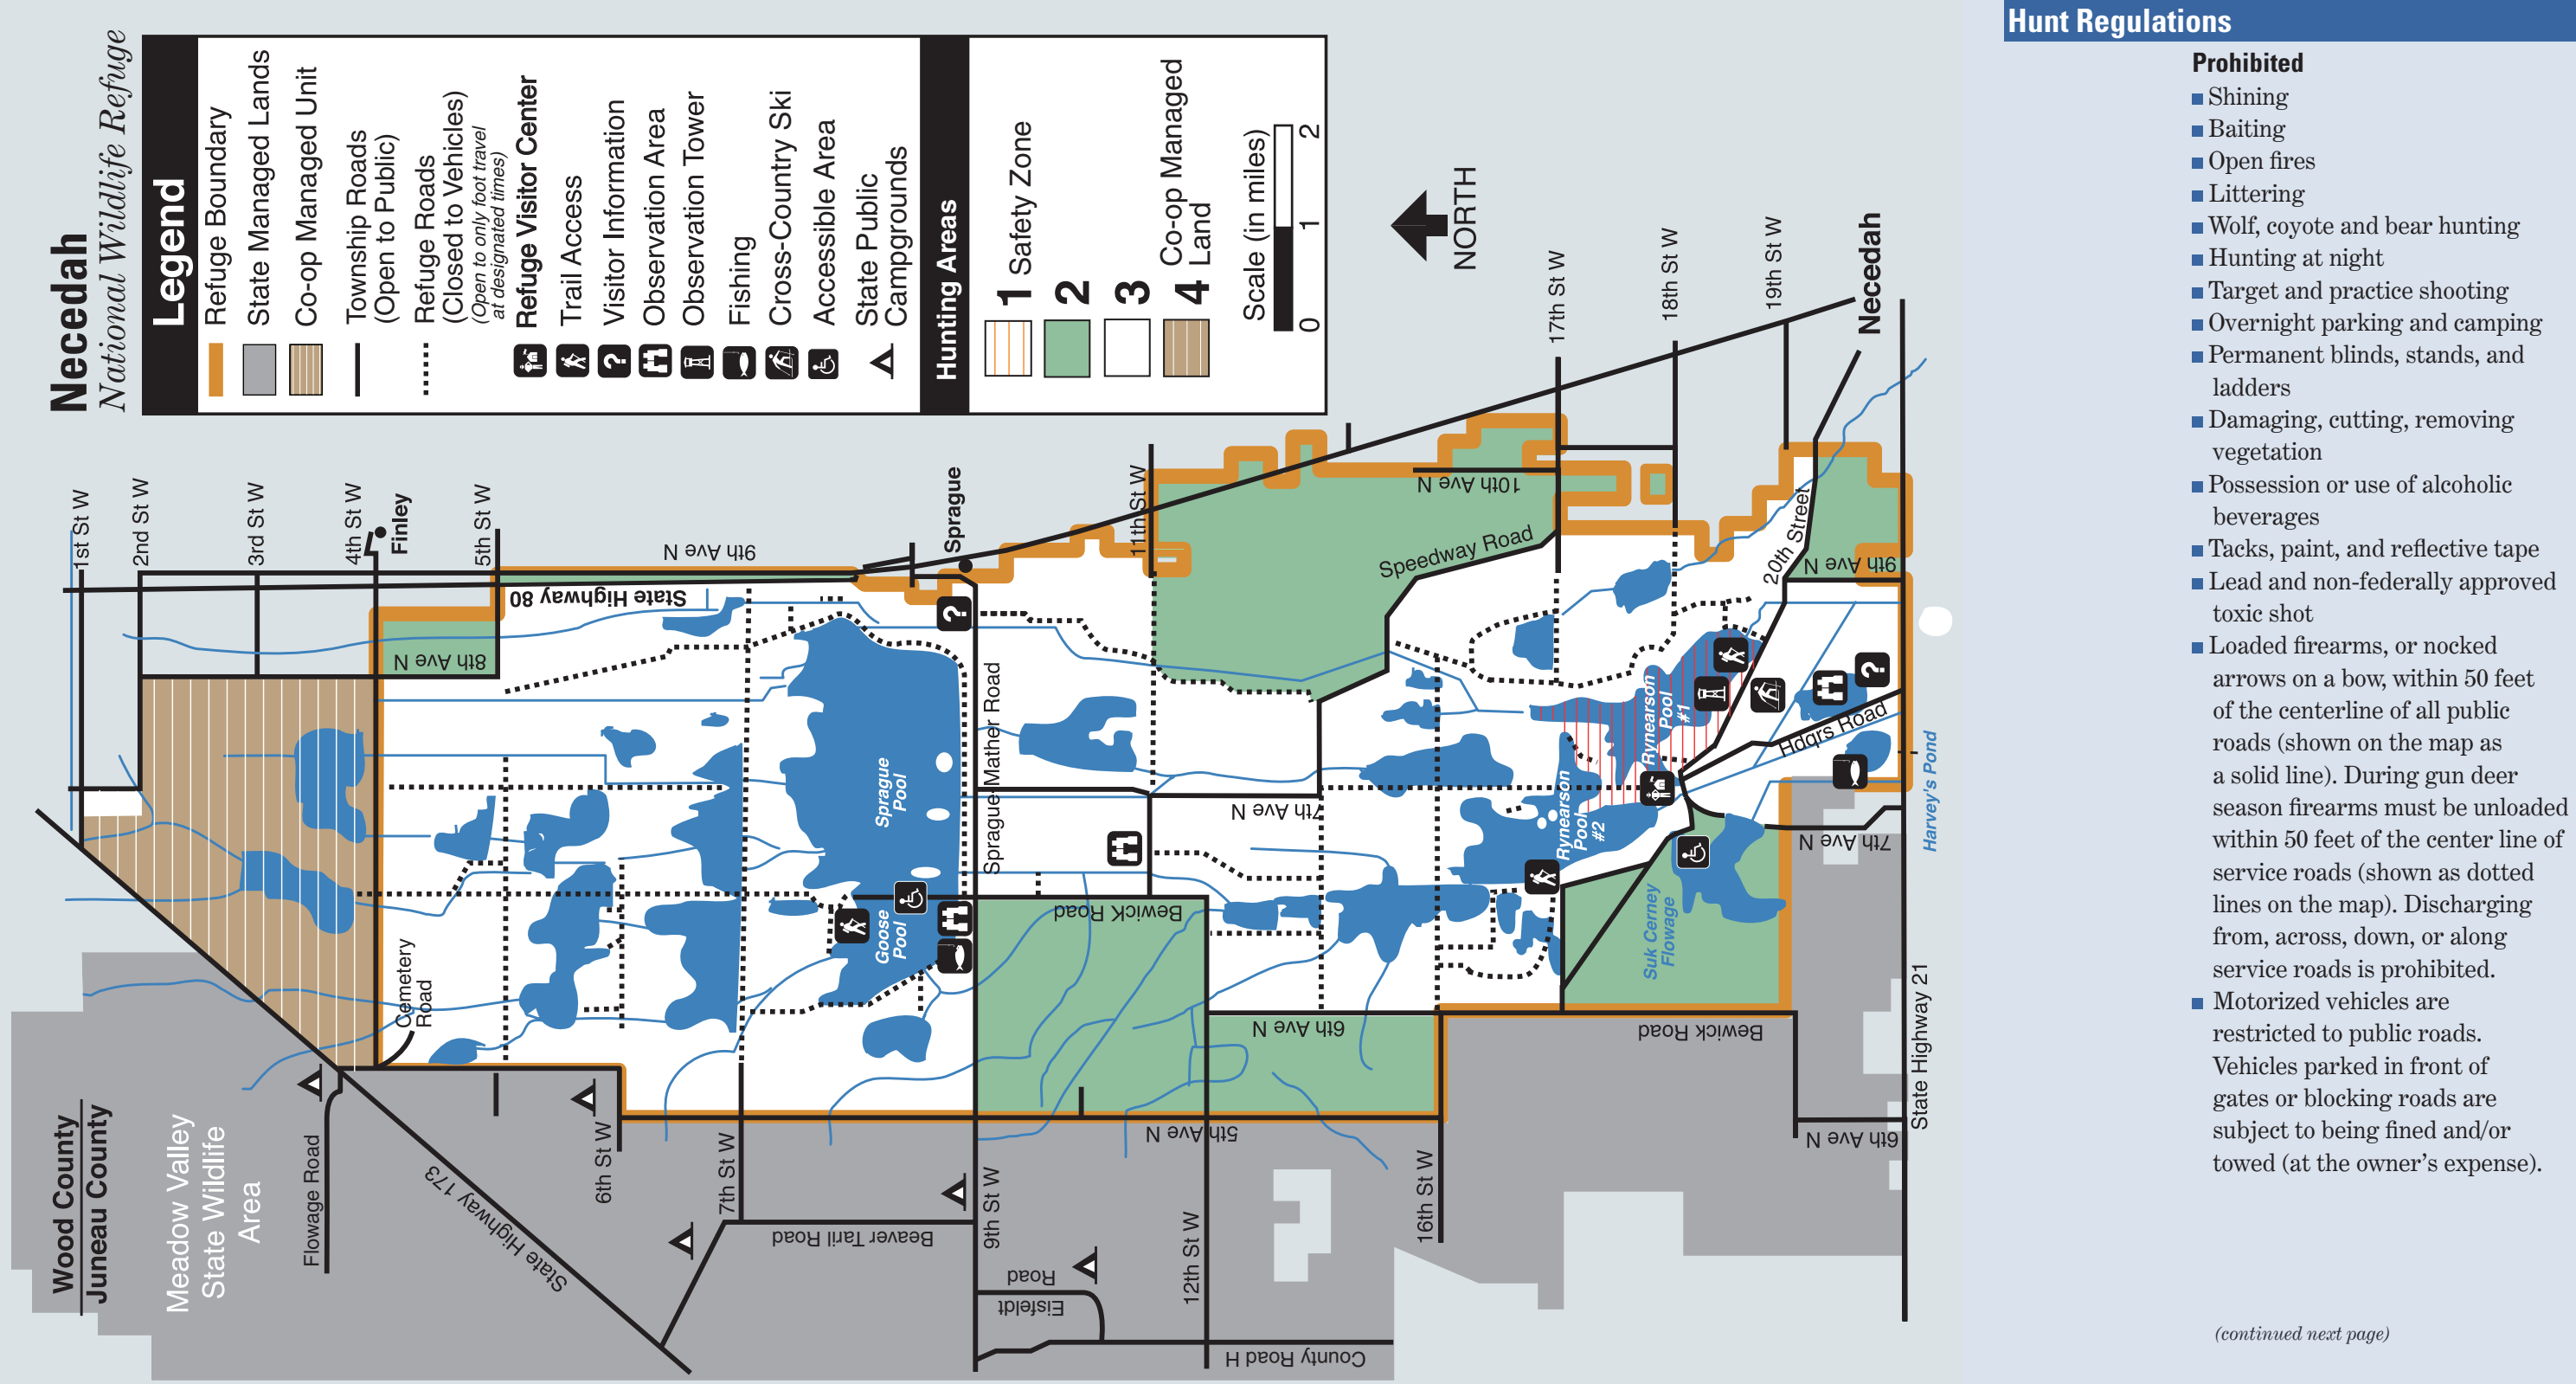 Necedah
National Wildlife Refuge
Legend
Refuge Boundary
State Managed Lands
Co-op Managed Unit
Township Roads
(Open to Public)
Refuge Roads
(Closed to Vehicles)
(Open to only foot travel
at designated times)
Refuge Visitor Center
Trail Access
Visitor Information
Observation Area
Observation Tower
Fishing
Cross-Country Ski
Accessible Area
State Public
Campgrounds
Hunting Areas
1 Safety Zone
2
3
4 Co-op Managed
Land
Scale (in miles)
0 1 2
NORTH
1st St W
2nd St W
3rd St W
4th St W
Finley
5th St W
9th Ave N
State Highway 80
8th Ave N
Sprague
11th St W
10th Ave N
Speedway Road
17th St W
18th St W
19th St W
Necedah
20th Street
9th Ave N
Sprague-Mather Road
Sprague
Pool
Goose
Pool
7th Ave N
Bewick Road
Rynearson
Pool
#1
Rynearson
Pool
#2
Hdqrs Road
Harvey's Pond
7th Ave N
Suk Cerney
Flowage
Cemetery
Road
6th Ave N
Bewick Road
State Highway 21
6th Ave N
5th Ave N
Wood County
Juneau County
Meadow Valley
State Wildlife
Area
Flowage Road
State Highway 173
6th St W
7th St W
Beaver Taril Road
9th St W
Eisfeldt
Road
12th St W
County Road H
16th St W
Hunt Regulations
Prohibited
■ Shining
■ Baiting
■ Open fires
■ Littering
■ Wolf, coyote and bear hunting
■ Hunting at night
■ Target and practice shooting
■ Overnight parking and camping
■ Permanent blinds, stands, and
ladders
■ Damaging, cutting, removing
vegetation
■ Possession or use of alcoholic
beverages
■ Tacks, paint, and reflective tape
■ Lead and non-federally approved
toxic shot
■ Loaded firearms, or nocked
arrows on a bow, within 50 feet
of the centerline of all public
roads (shown on the map as
a solid line). During gun deer
season firearms must be unloaded
within 50 feet of the center line of
service roads (shown as dotted
lines on the map). Discharging
from, across, down, or along
service roads is prohibited.
■ Motorized vehicles are
restricted to public roads.
Vehicles parked in front of
gates or blocking roads are
subject to being fined and/or
towed (at the owner's expense).
(continued next page)